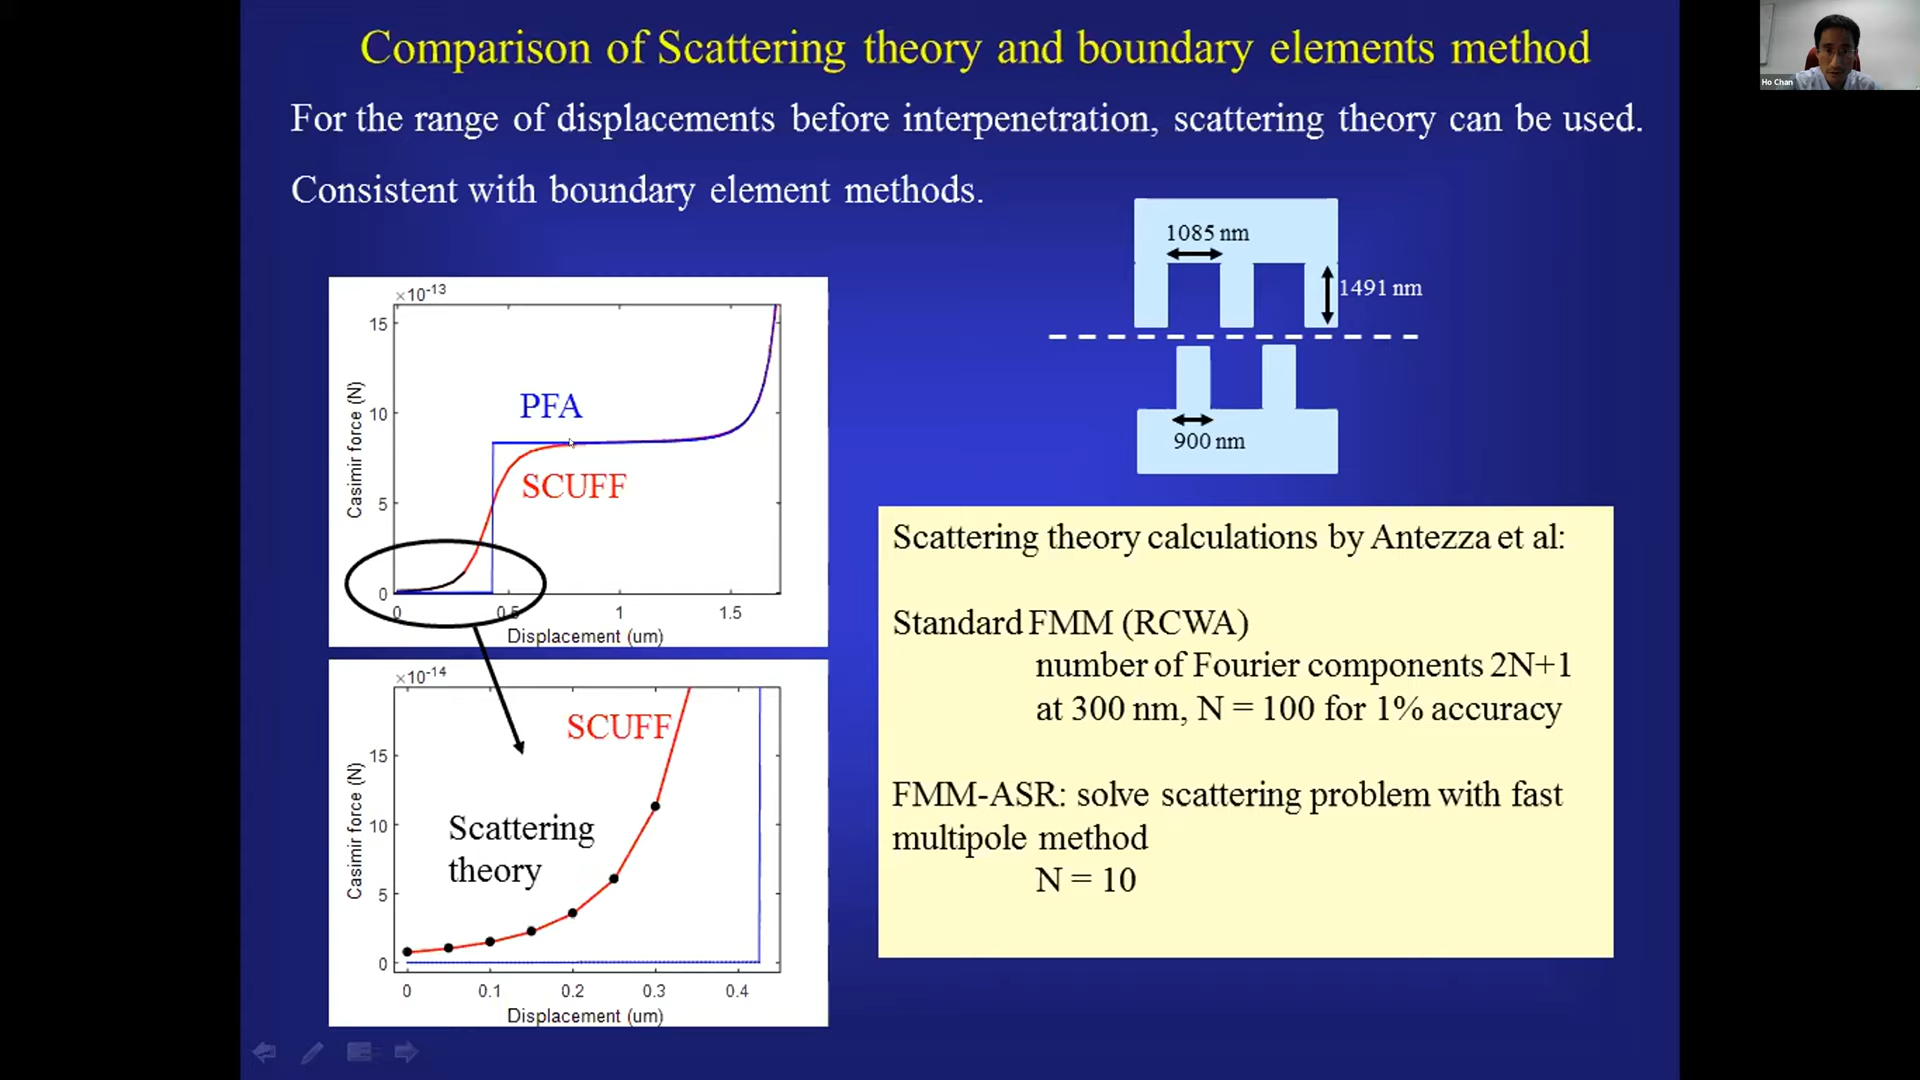 Comparison of Scattering theory and boundary elements method
Ho Chan
For the range of displacements before interpenetration, scattering theory can be used.
Consistent with boundary element methods.
×10-13
15
10
5
0
Casimir force (N)
PFA
SCUFF
0
0.5
1
1.5
Displacement (um)
×10-14
15
10
5
0
Casimir force (N)
SCUFF
Scattering
theory
0
0.1
0.2
0.3
0.4
Displacement (um)
1085 nm
1491 nm
900 nm
Scattering theory calculations by Antezza et al:
Standard FMM (RCWA)
number of Fourier components 2N+1
at 300 nm, N = 100 for 1% accuracy
FMM-ASR: solve scattering problem with fast
multipole method
N = 10